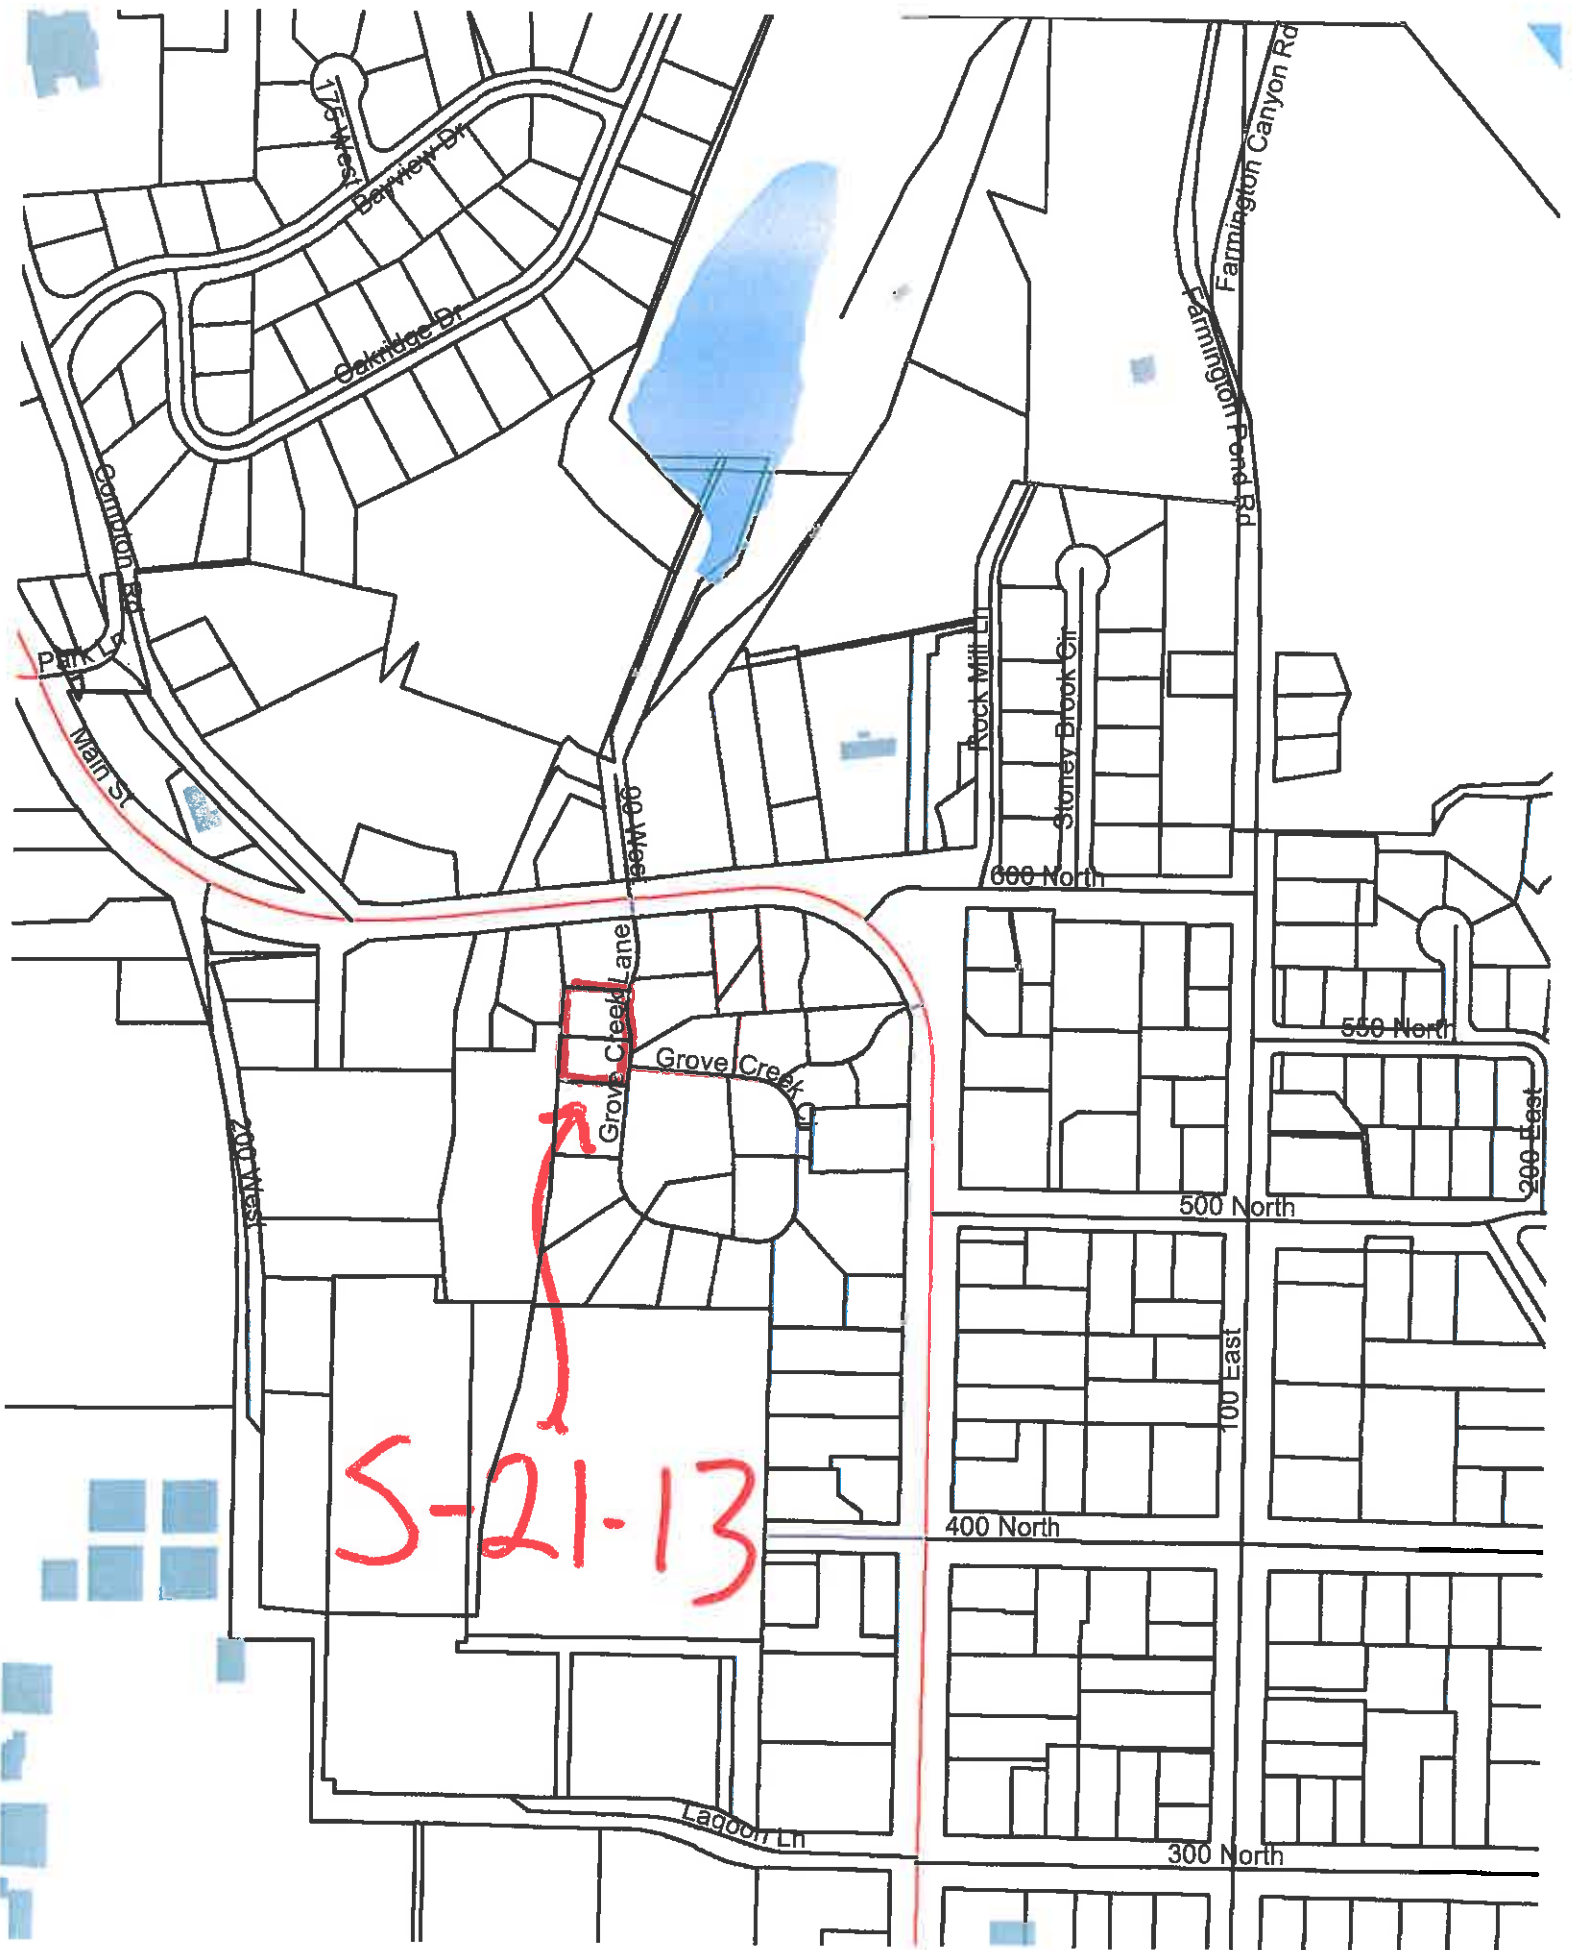 175 West
Bayview Dr
Farmington Canyon Rd
Oakridge Dr
Farmington Pond Rd
Compton Rd
Park Ln
Rock Mill Ln
Stoney Brook Cir
Main St
90 West
600 North
Grove Creek Lane
550 North
Grove Creek Cir
200 East
200 West
500 North
100 East
S-21-13
400 North
Lagoon Ln
300 North